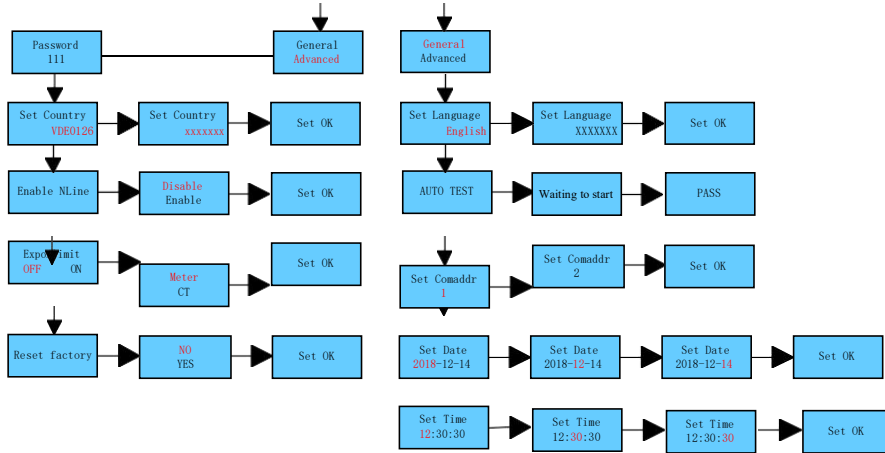 Password
111
General
Advanced
General
Advanced
Set Country
VDE0126
Set Country
xxxxxxx
Set OK
Set Language
English
Set Language
XXXXXXX
Set OK
Enable NLine
Disable
Enable
Set OK
AUTO TEST
Waiting to start
PASS
OFF ON
Meter
CT
Set OK
Set Comaddr
1
Set Comaddr
2
Set OK
Reset factory
NO
YES
Set OK
Set Date
2018-12-14
Set Date
2018-12-14
Set Date
2018-12-14
Set OK
Set Time
12:30:30
Set Time
12:30:30
Set Time
12:30:30
Set OK